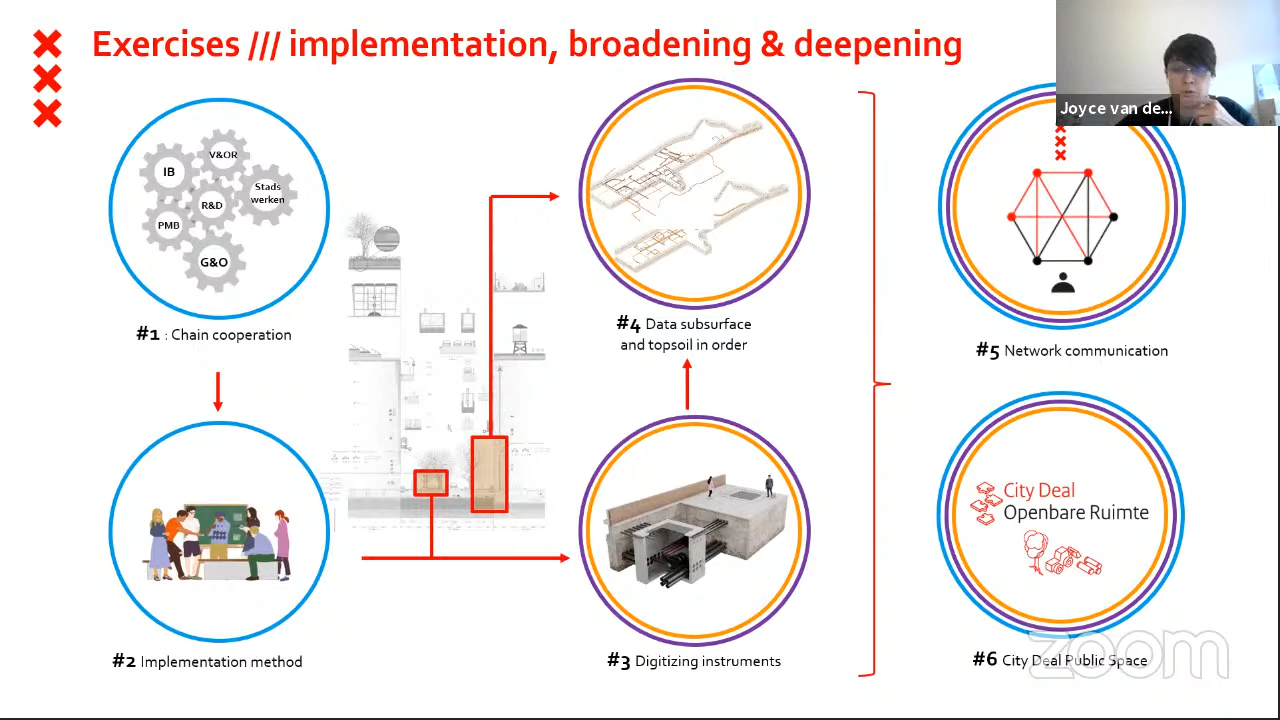 Exercises /// implementation, broadening & deepening
Joyce van de...
IB
V&OR
Stads
werken
R&D
PMB
G&O
#1 : Chain cooperation
#4 Data subsurface
and topsoil in order
#5 Network communication
City Deal
Openbare Ruimte
#2 Implementation method
#3 Digitizing instruments
#6 City Deal Public Space
zoom